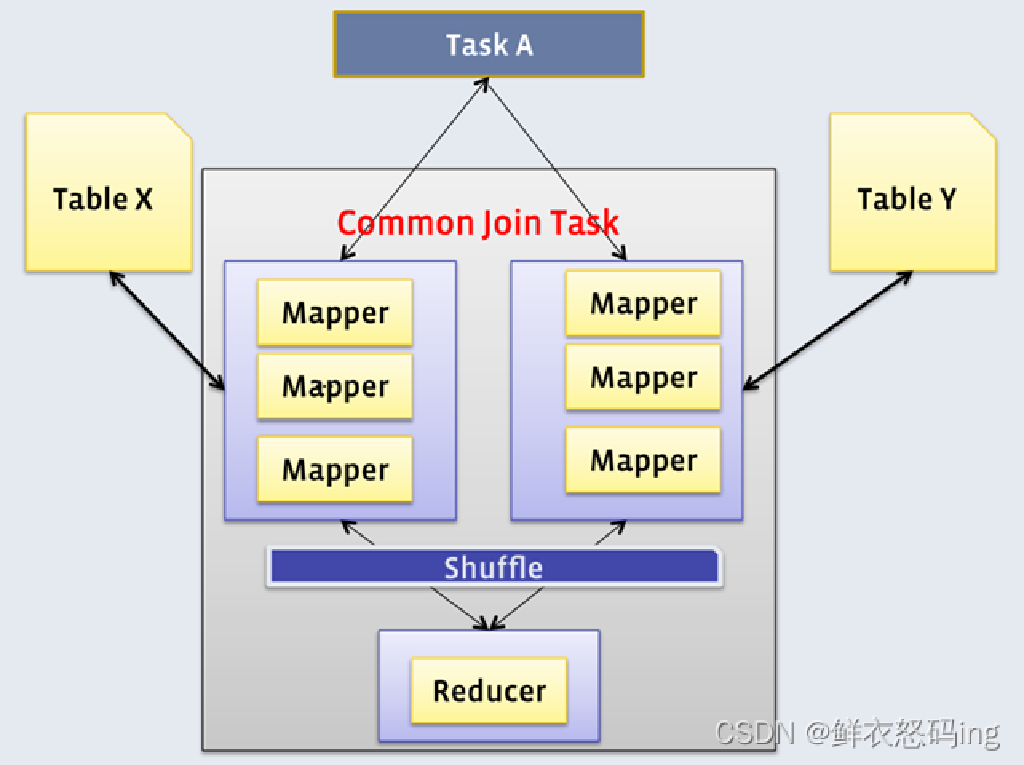 Task A
Table X
Table Y
Common Join Task
Mapper
Mapper
Mapper
Mapper
Mapper
Mapper
Shuffle
Reducer
CSDN @鲜衣怒码ing